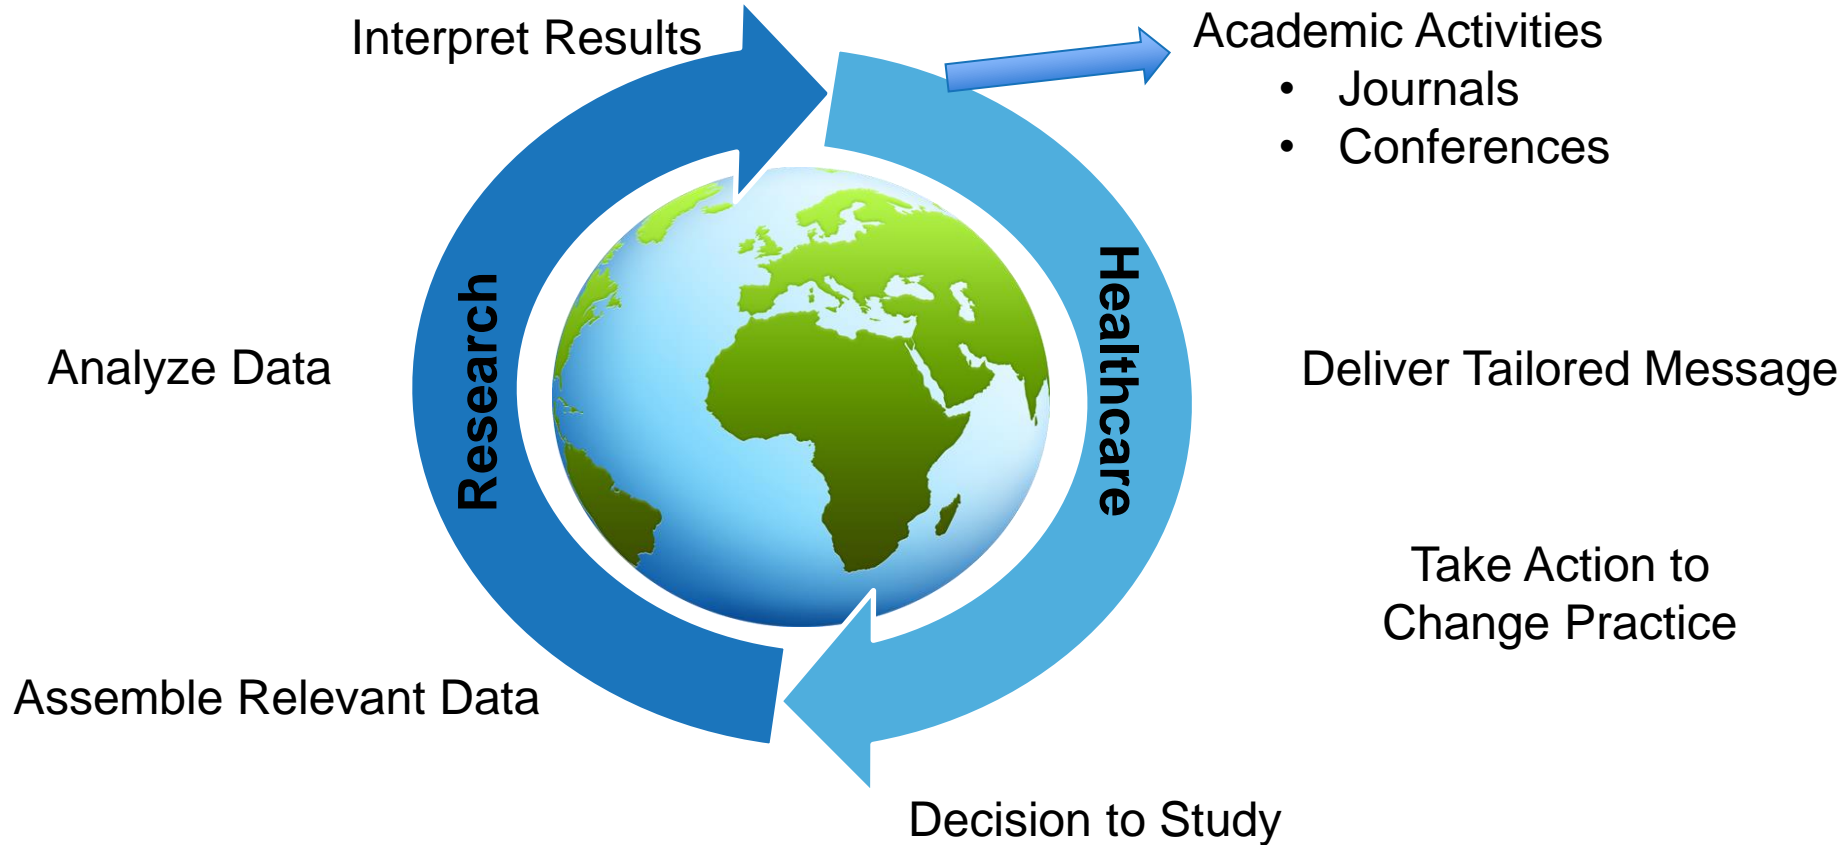 Interpret Results
Academic Activities
• Journals
• Conferences
Research
Healthcare
Analyze Data
Deliver Tailored Message
Take Action to
Change Practice
Assemble Relevant Data
Decision to Study